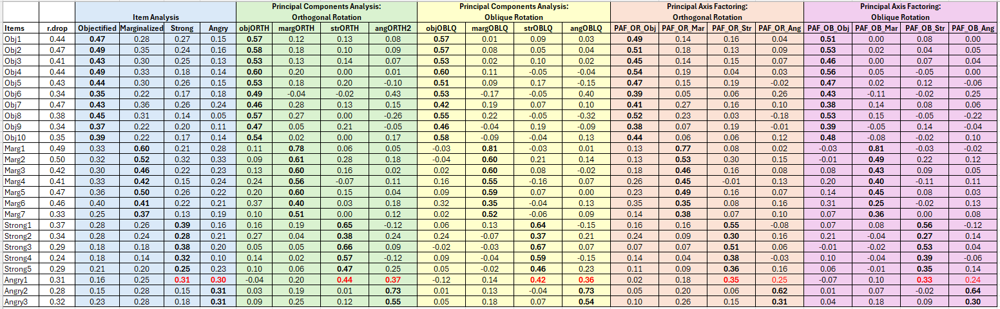 Principal Components Analysis: Principal Components Analysis: Principal Axis Factoring: Principal Axis Factoring:
Item Analysis Orthogonal Rotation Oblique Rotation Orthogonal Rotation Oblique Rotation
Items r.drop Objectified Marginalized Strong Angry objORTH margORTH strORTH angORTH2 objOBLQ margOBLQ strOBLQ angOBLQ PAF_OR_Obj PAF_OR_Mar PAF_OR_Str PAF_OR_Ang PAF_OB_Obj PAF_OB_Mar PAF_OB_Str PAF_OB_Ang
Obj1 0.44 0.47 0.28 0.27 0.15 0.57 0.12 0.13 0.08 0.57 0.01 0.09 0.03 0.49 0.14 0.16 0.04 0.51 0.00 0.08 0.00
Obj2 0.47 0.49 0.35 0.24 0.16 0.58 0.18 0.10 0.09 0.57 0.08 0.05 0.04 0.51 0.18 0.13 0.09 0.53 0.02 0.04 0.05
Obj3 0.41 0.43 0.30 0.25 0.13 0.53 0.13 0.14 0.07 0.53 0.02 0.10 0.02 0.45 0.14 0.15 0.07 0.46 0.00 0.07 0.04
Obj4 0.44 0.49 0.33 0.18 0.14 0.60 0.20 0.00 0.01 0.60 0.11 -0.05 -0.04 0.54 0.19 0.04 0.03 0.56 0.05 -0.05 0.00
Obj5 0.43 0.44 0.30 0.26 0.15 0.53 0.18 0.20 -0.10 0.51 0.09 0.17 -0.15 0.47 0.15 0.19 -0.02 0.47 0.02 0.12 -0.06
Obj6 0.34 0.35 0.22 0.17 0.18 0.49 -0.04 -0.02 0.43 0.53 -0.17 -0.05 0.40 0.39 0.05 0.06 0.26 0.43 -0.11 -0.02 0.25
Obj7 0.47 0.43 0.36 0.26 0.24 0.46 0.28 0.13 0.15 0.42 0.19 0.07 0.10 0.41 0.27 0.16 0.10 0.38 0.14 0.08 0.06
Obj8 0.38 0.45 0.31 0.14 0.05 0.57 0.27 0.00 -0.26 0.55 0.22 -0.05 -0.32 0.52 0.23 0.03 -0.18 0.53 0.15 -0.05 -0.22
Obj9 0.34 0.37 0.22 0.20 0.11 0.47 0.05 0.21 -0.05 0.46 -0.04 0.19 -0.09 0.38 0.07 0.19 -0.01 0.39 -0.05 0.14 -0.04
Obj10 0.35 0.39 0.22 0.17 0.14 0.54 0.02 0.00 0.17 0.58 -0.09 -0.04 0.13 0.44 0.06 0.06 0.12 0.48 -0.08 -0.02 0.10
Marg1 0.49 0.33 0.60 0.21 0.28 0.11 0.78 0.06 0.05 -0.03 0.81 -0.03 0.01 0.13 0.77 0.08 0.02 -0.03 0.81 -0.03 -0.02
Marg2 0.50 0.32 0.52 0.32 0.33 0.09 0.61 0.28 0.18 -0.04 0.60 0.21 0.14 0.13 0.53 0.30 0.15 -0.01 0.49 0.22 0.12
Marg3 0.42 0.30 0.46 0.22 0.23 0.13 0.60 0.16 0.02 0.02 0.60 0.08 -0.02 0.18 0.46 0.16 0.08 0.08 0.43 0.09 0.05
Marg4 0.41 0.33 0.42 0.15 0.24 0.24 0.56 -0.07 0.11 0.16 0.55 -0.16 0.07 0.26 0.45 -0.01 0.13 0.20 0.40 -0.11 0.11
Marg5 0.47 0.36 0.50 0.26 0.22 0.20 0.60 0.15 0.04 0.09 0.59 0.07 0.00 0.23 0.49 0.16 0.07 0.14 0.45 0.08 0.03
Marg6 0.46 0.40 0.41 0.22 0.21 0.37 0.40 0.03 0.18 0.32 0.35 -0.04 0.13 0.35 0.35 0.08 0.16 0.31 0.25 -0.02 0.13
Marg7 0.33 0.25 0.37 0.13 0.19 0.10 0.51 0.00 0.12 0.02 0.52 -0.06 0.09 0.14 0.38 0.07 0.10 0.07 0.36 0.00 0.08
Strong1 0.37 0.28 0.26 0.39 0.16 0.16 0.19 0.65 -0.12 0.06 0.13 0.64 -0.15 0.16 0.16 0.55 -0.08 0.07 0.08 0.56 -0.12
Strong2 0.34 0.28 0.24 0.28 0.21 0.27 0.04 0.38 0.24 0.24 -0.07 0.37 0.21 0.24 0.09 0.30 0.16 0.21 -0.04 0.27 0.14
Strong3 0.29 0.18 0.18 0.38 0.20 0.05 0.05 0.66 0.09 -0.02 -0.03 0.67 0.07 0.07 0.07 0.51 0.06 -0.01 -0.02 0.53 0.04
Strong4 0.24 0.18 0.14 0.32 0.10 0.14 0.02 0.57 -0.12 0.09 -0.04 0.59 -0.15 0.14 0.04 0.38 -0.03 0.10 -0.04 0.39 -0.06
Strong5 0.29 0.21 0.20 0.25 0.23 0.10 0.06 0.47 0.25 0.05 -0.02 0.46 0.23 0.11 0.09 0.36 0.16 0.06 -0.01 0.35 0.14
Angry1 0.31 0.16 0.25 0.31 0.30 -0.04 0.20 0.44 0.37 -0.12 0.14 0.42 0.36 0.02 0.18 0.35 0.25 -0.07 0.10 0.33 0.24
Angry2 0.28 0.15 0.28 0.15 0.31 0.03 0.19 0.01 0.73 0.01 0.13 -0.04 0.73 0.05 0.20 0.06 0.62 0.01 0.07 -0.02 0.64
Angry3 0.32 0.23 0.28 0.18 0.31 0.09 0.25 0.12 0.55 0.05 0.18 0.07 0.54 0.10 0.26 0.15 0.31 0.04 0.18 0.09 0.30